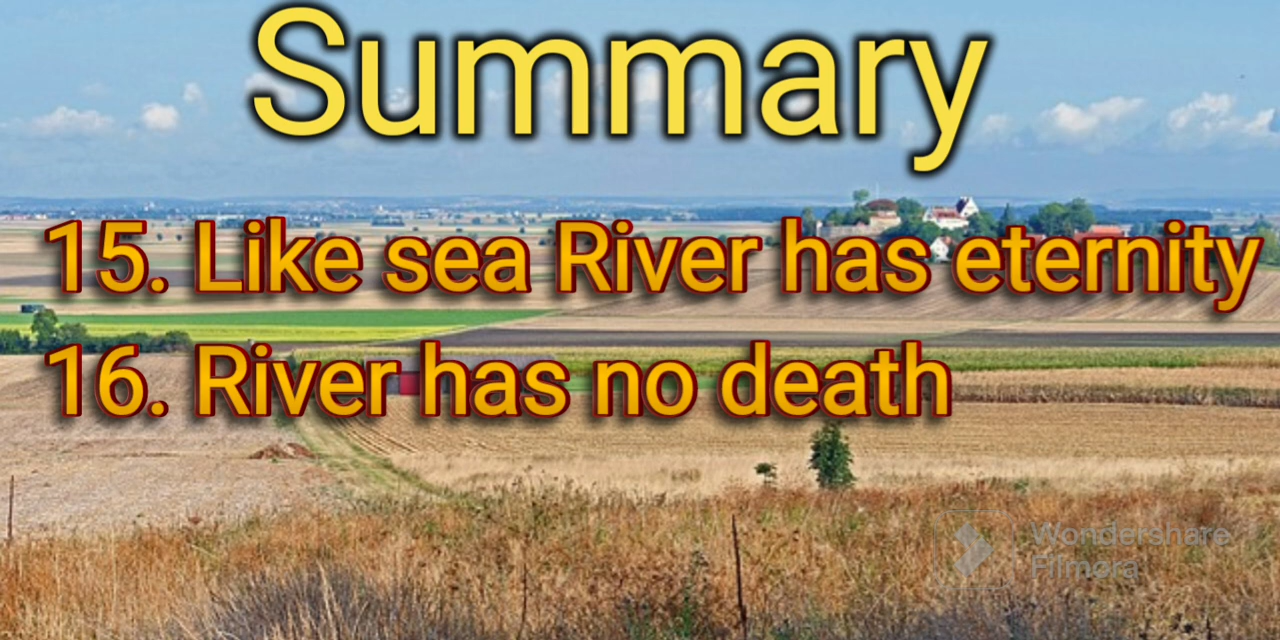 Summary
15. Like sea River has eternity
16. River has no death
Wondershare
Filmora